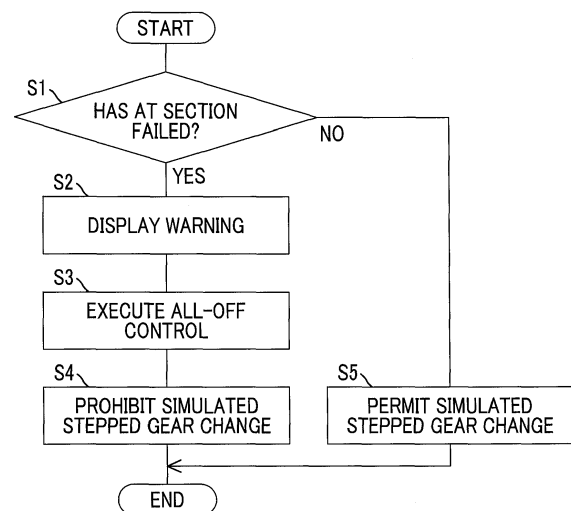 START
S1
HAS AT SECTION
FAILED?
NO
YES
S2
DISPLAY WARNING
S3
EXECUTE ALL-OFF
CONTROL
S4
PROHIBIT SIMULATED
STEPPED GEAR CHANGE
S5
PERMIT SIMULATED
STEPPED GEAR CHANGE
END